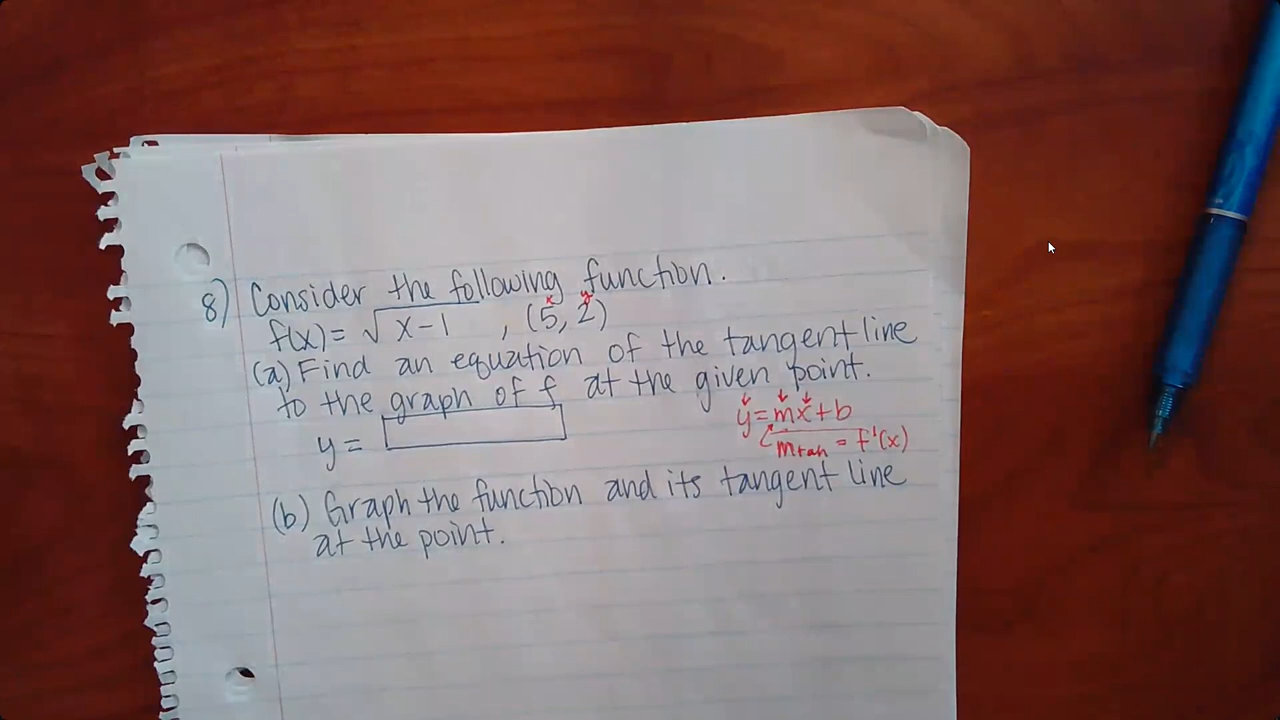 8) Consider the following function.
f(x) = √x-1 , (5, 2)
x y
(a) Find an equation of the tangent line
to the graph of f at the given point.
y =
y=mx+b
mtan = f'(x)
(b) Graph the function and its tangent line
at the point.